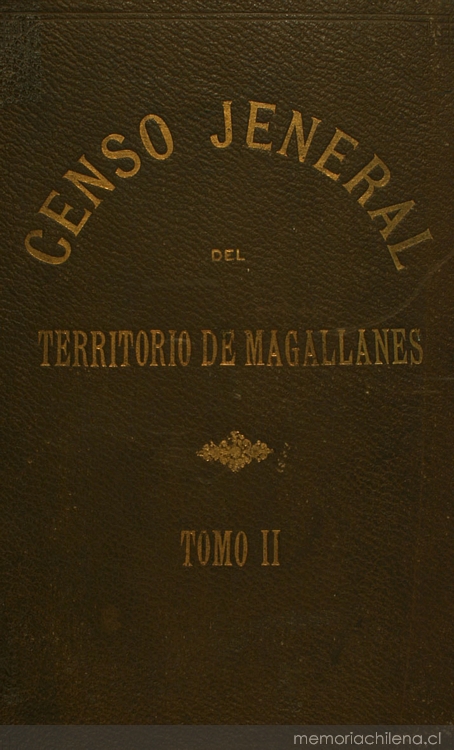 CENSO JENERAL
DEL
TERRITORIO DE MAGALLANES
TOMO II
memoriachilena.cl